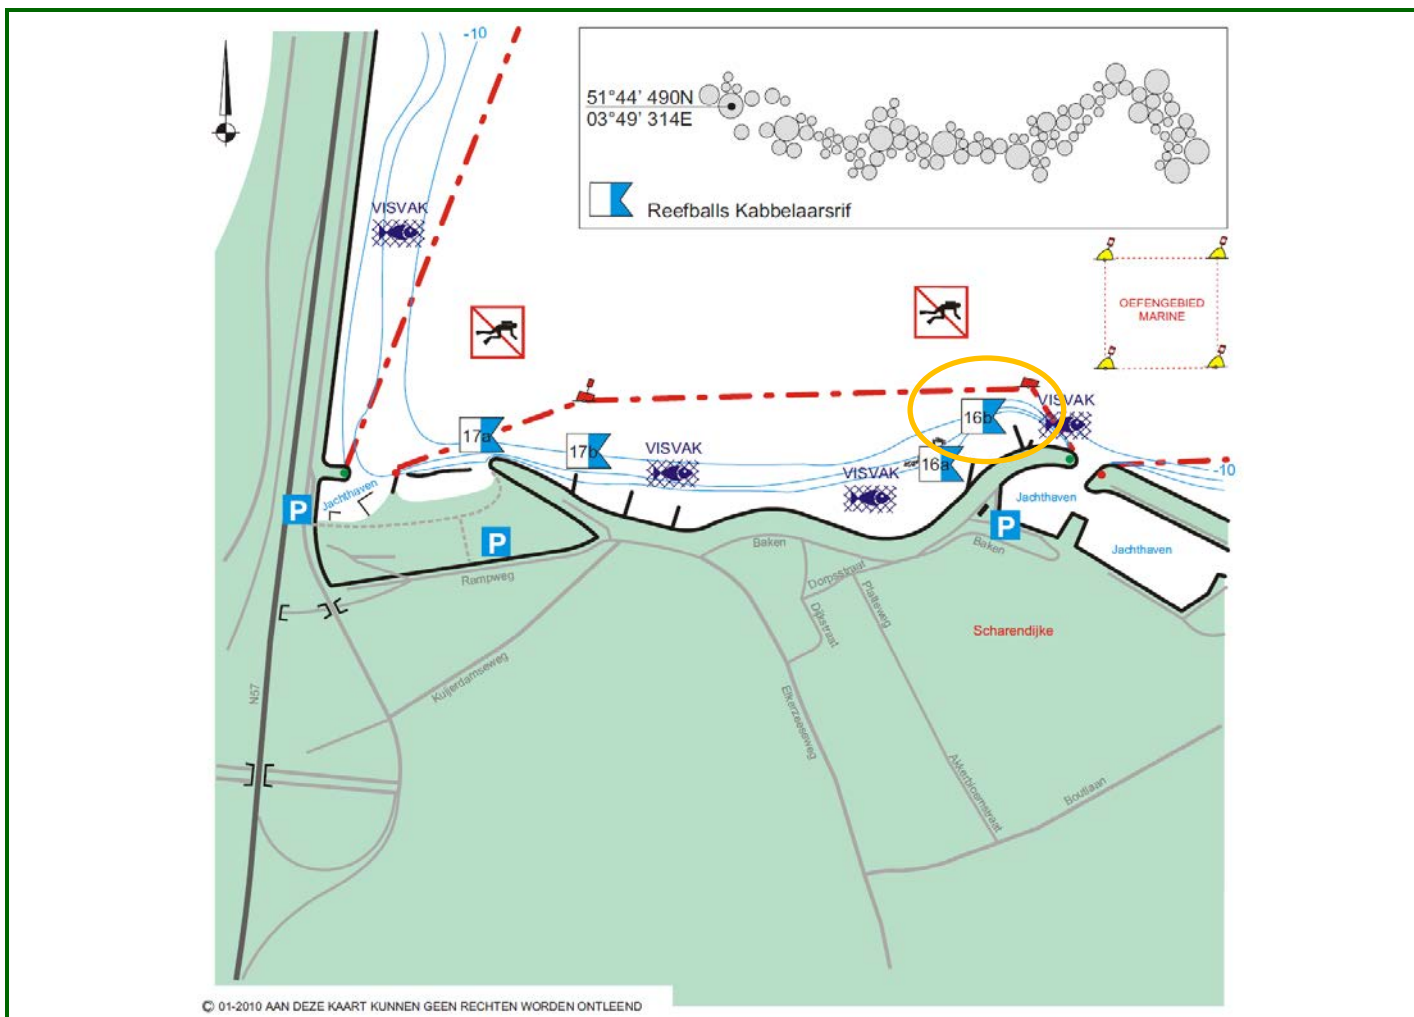 -10
51°44' 490N
03°49' 314E
Reefballs Kabbelaarsrif
VISVAK
OEFENGEBIED
MARINE
VISVAK
16b
17a
17b
VISVAK
16a
VISVAK
-10
Jachthaven
P
Jachthaven
P
P
Baken
Baken
Jachthaven
Rampweg
Dorpsstraat
Platteweg
Dijkstraat
Scharendijke
Kuijerdamseweg
N57
Elkerzeeseweg
Akkerbloemstraat
Boutlaan
© 01-2010 AAN DEZE KAART KUNNEN GEEN RECHTEN WORDEN ONTLEEND